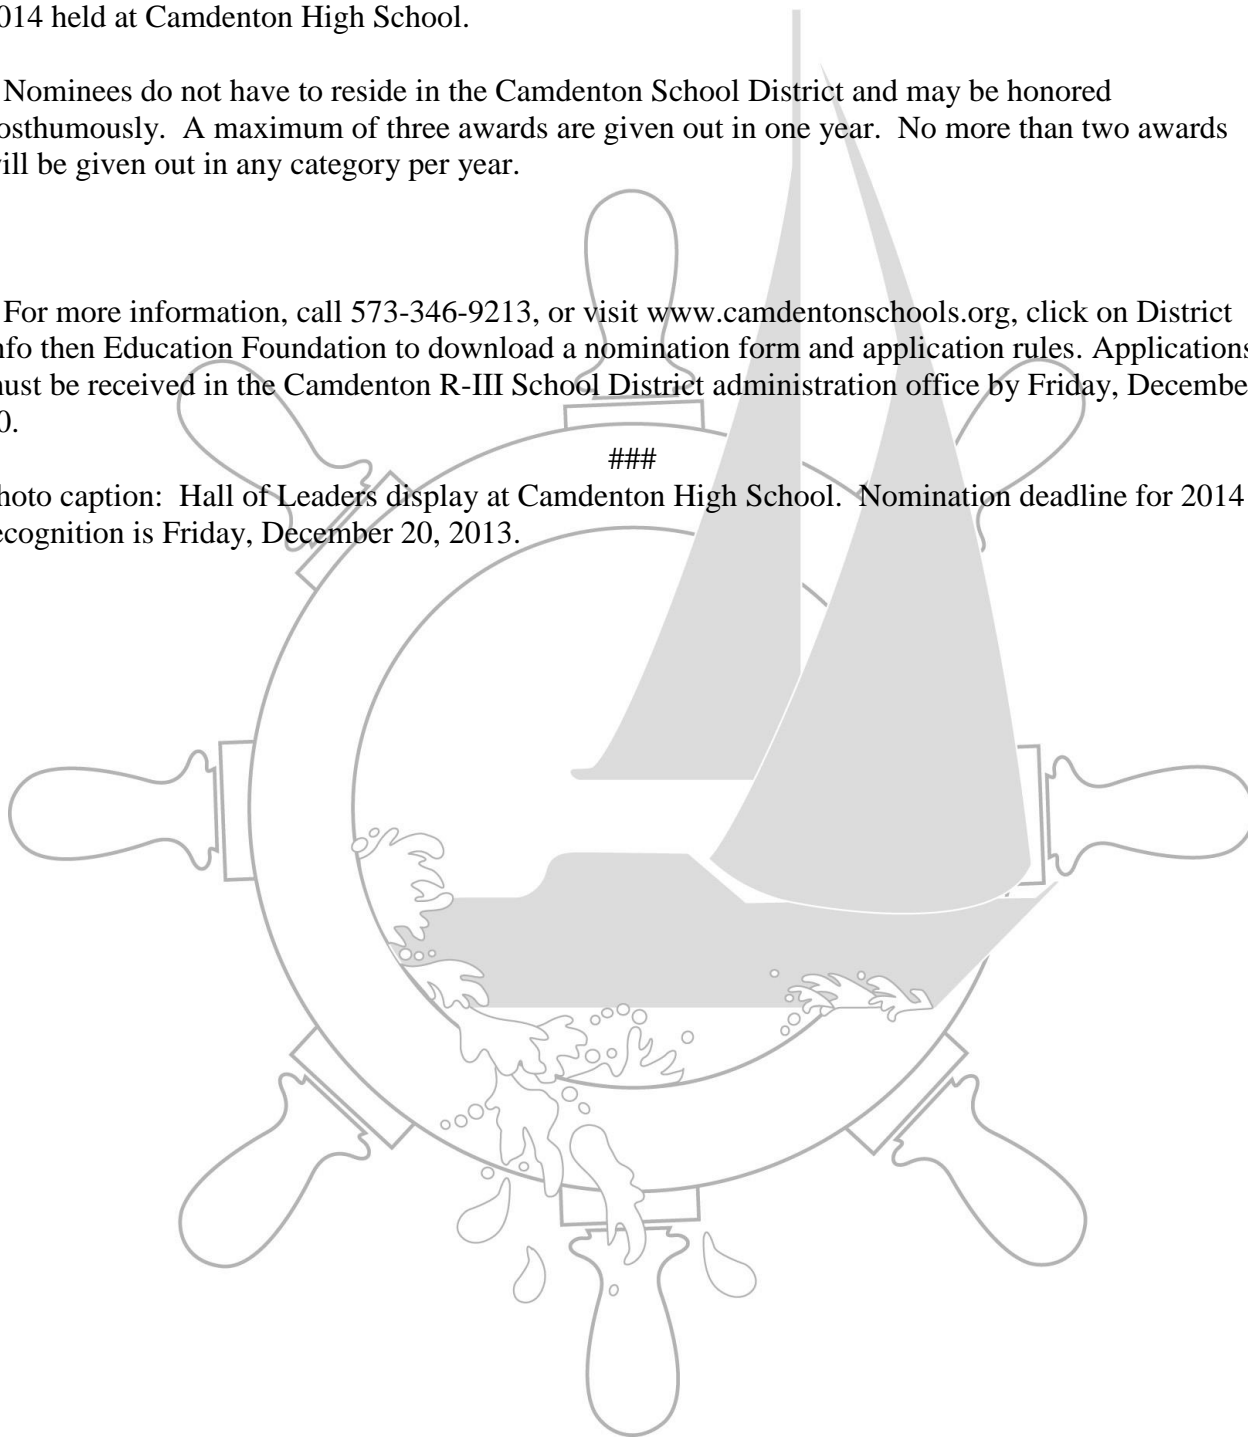 014 held at Camdenton High School.
Nominees do not have to reside in the Camdenton School District and may be honored
osthumously. A maximum of three awards are given out in one year. No more than two awards
ill be given out in any category per year.
For more information, call 573-346-9213, or visit www.camdentonschools.org, click on District
nfo then Education Foundation to download a nomination form and application rules. Applications
ust be received in the Camdenton R-III School District administration office by Friday, Decembe
0.
###
hoto caption: Hall of Leaders display at Camdenton High School. Nomination deadline for 2014
ecognition is Friday, December 20, 2013.